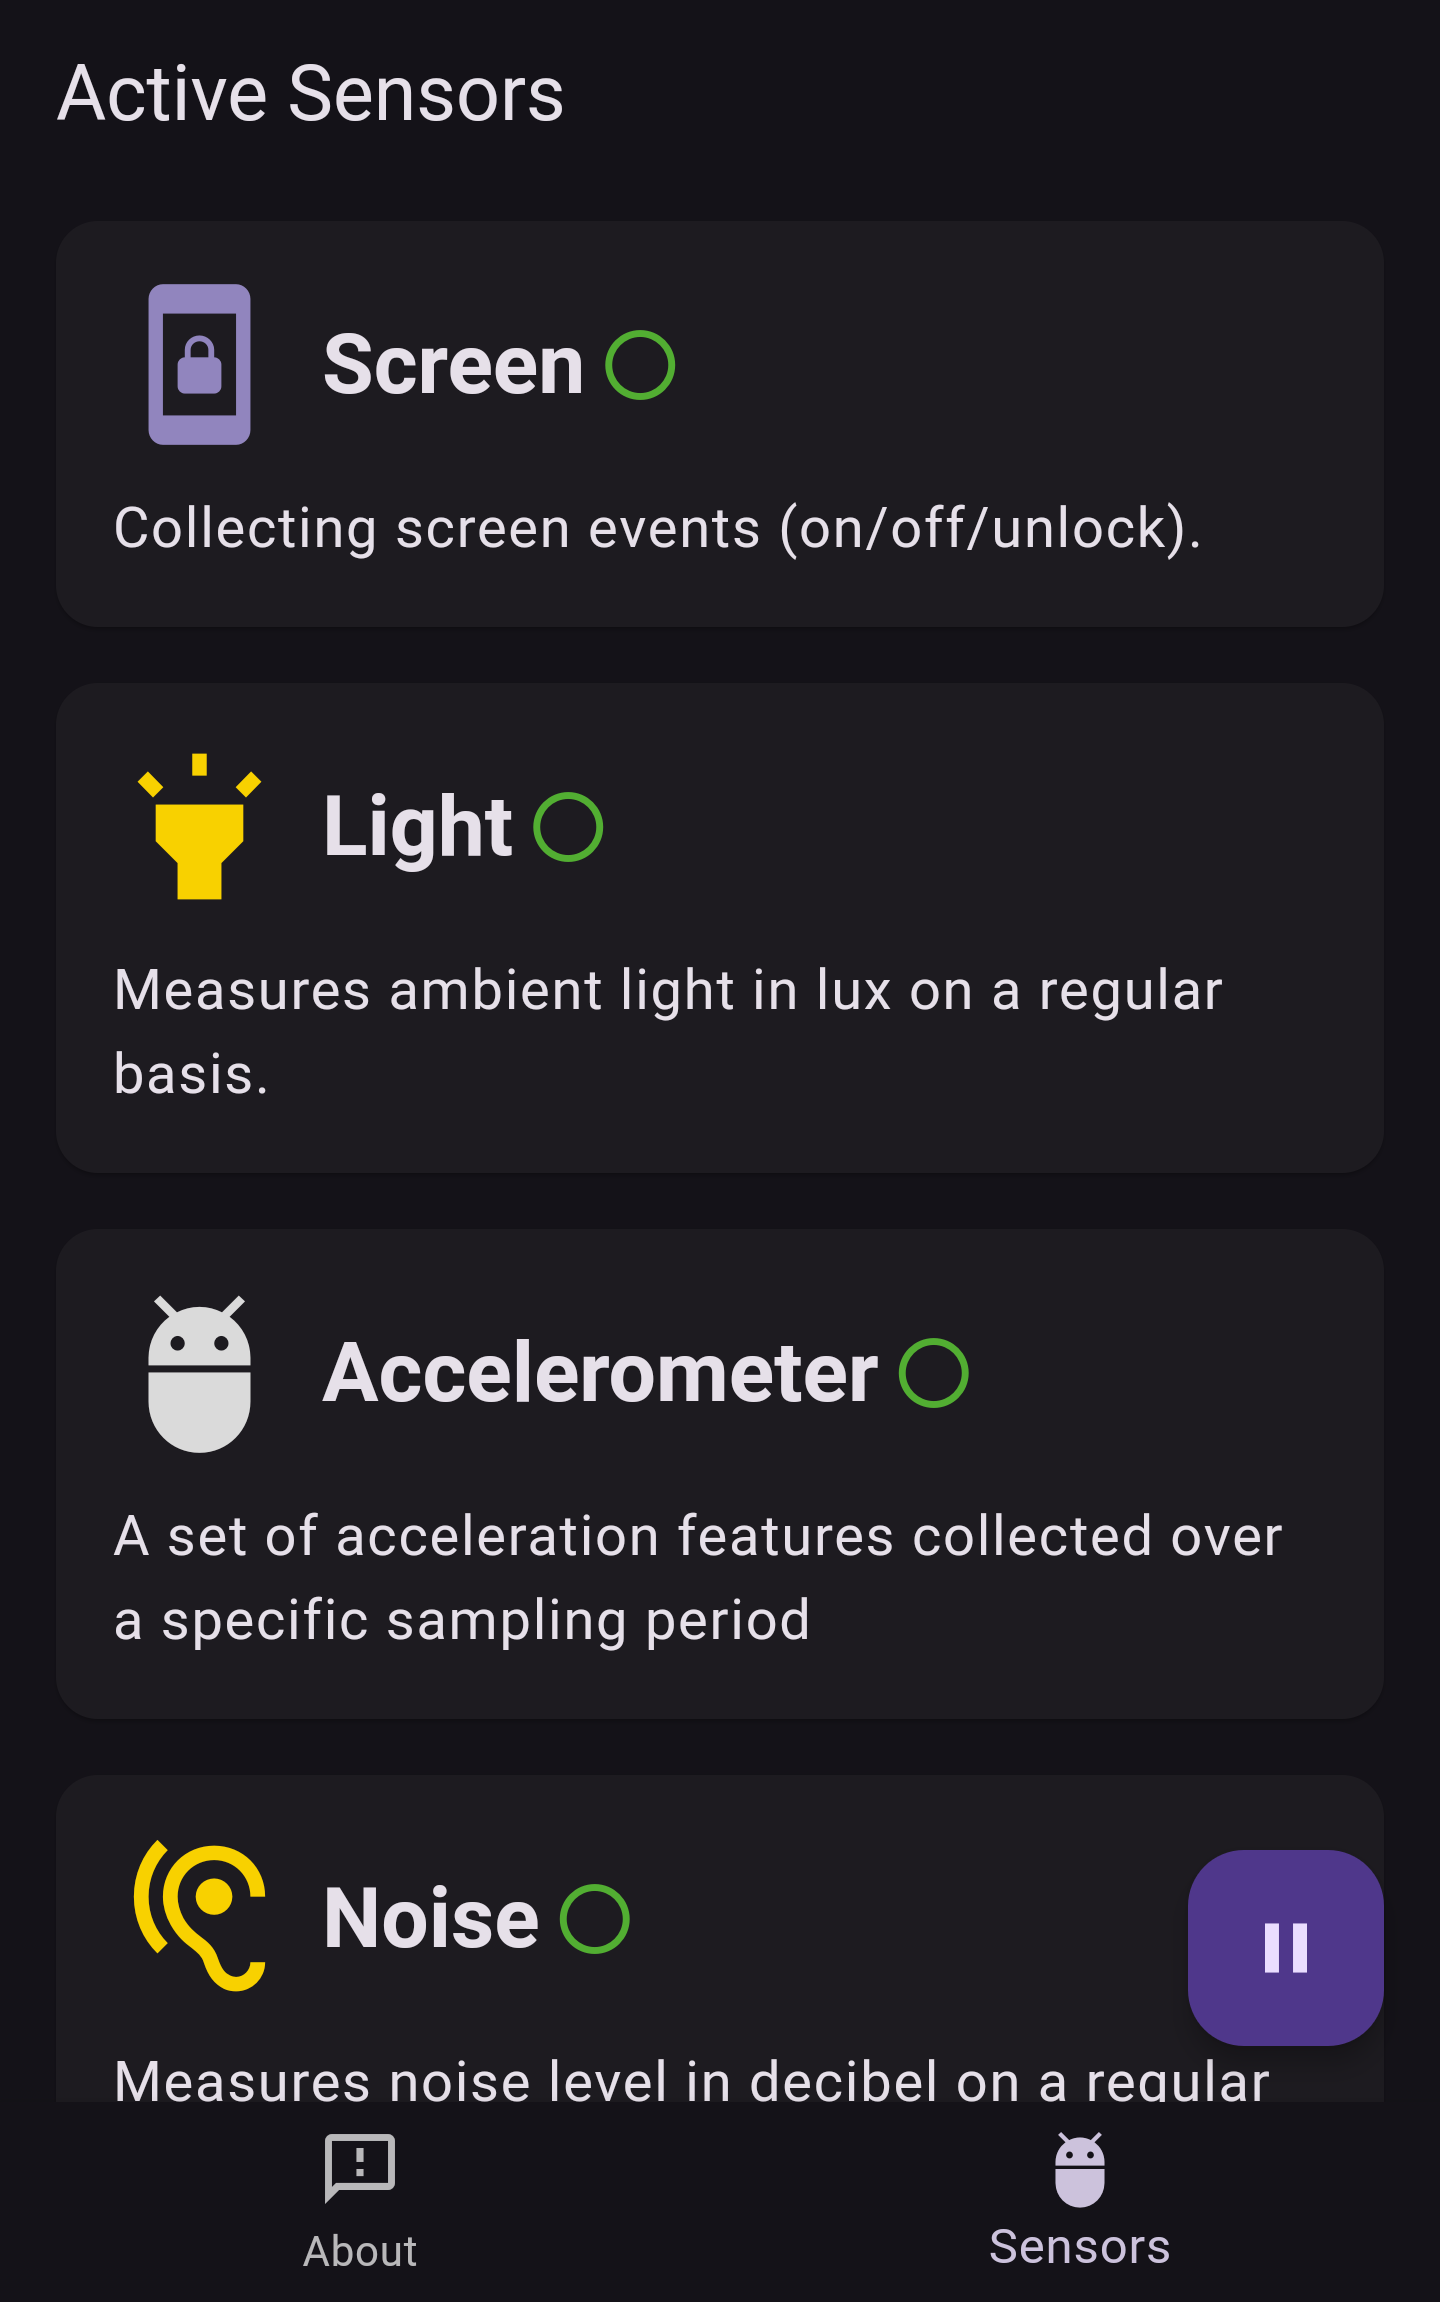 Active Sensors
Screen
Collecting screen events (on/off/unlock).
Light
Measures ambient light in lux on a regular
basis.
Accelerometer
A set of acceleration features collected over
a specific sampling period
Noise
Measures noise level in decibel on a regular
About
Sensors